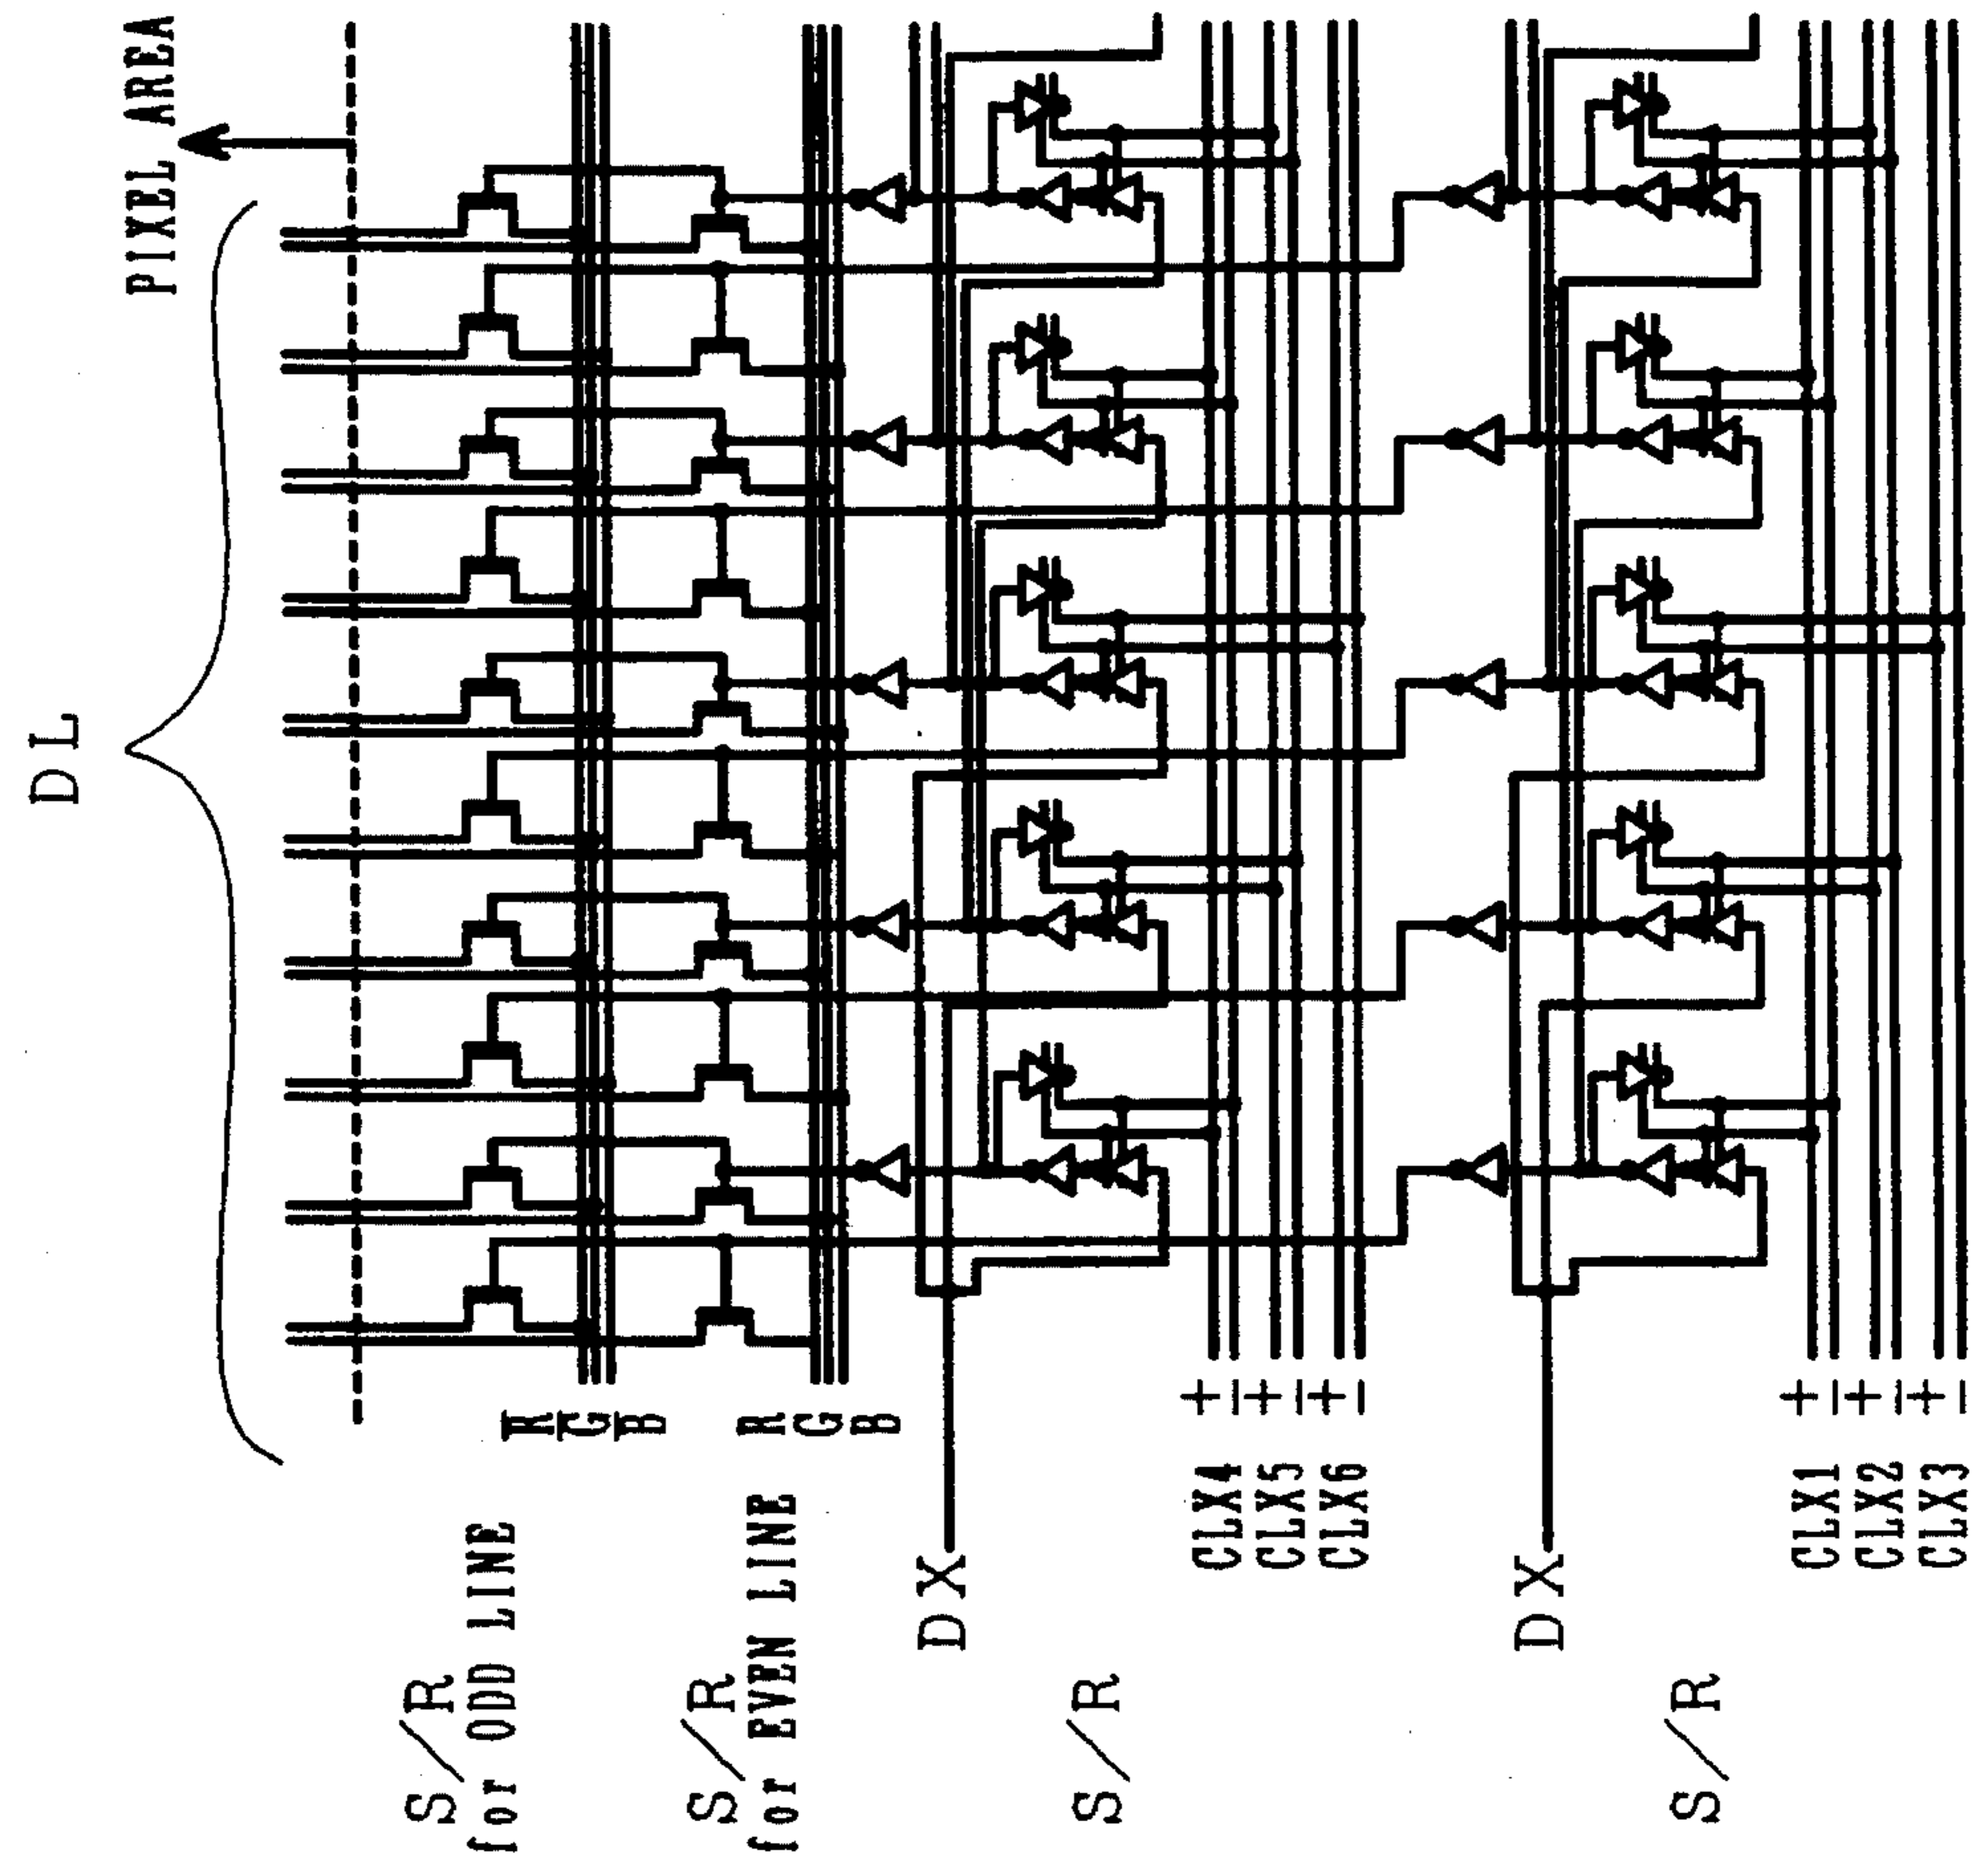 DL
PIXEL AREA
S/R
for ODD LINE
R̅
G̅
B̅
S/R
for EVEN LINE
R
G
B
DX
S/R
CLX4 + −
CLX5 + −
CLX6 + −
DX
S/R
CLX1 + −
CLX2 + −
CLX3 + −